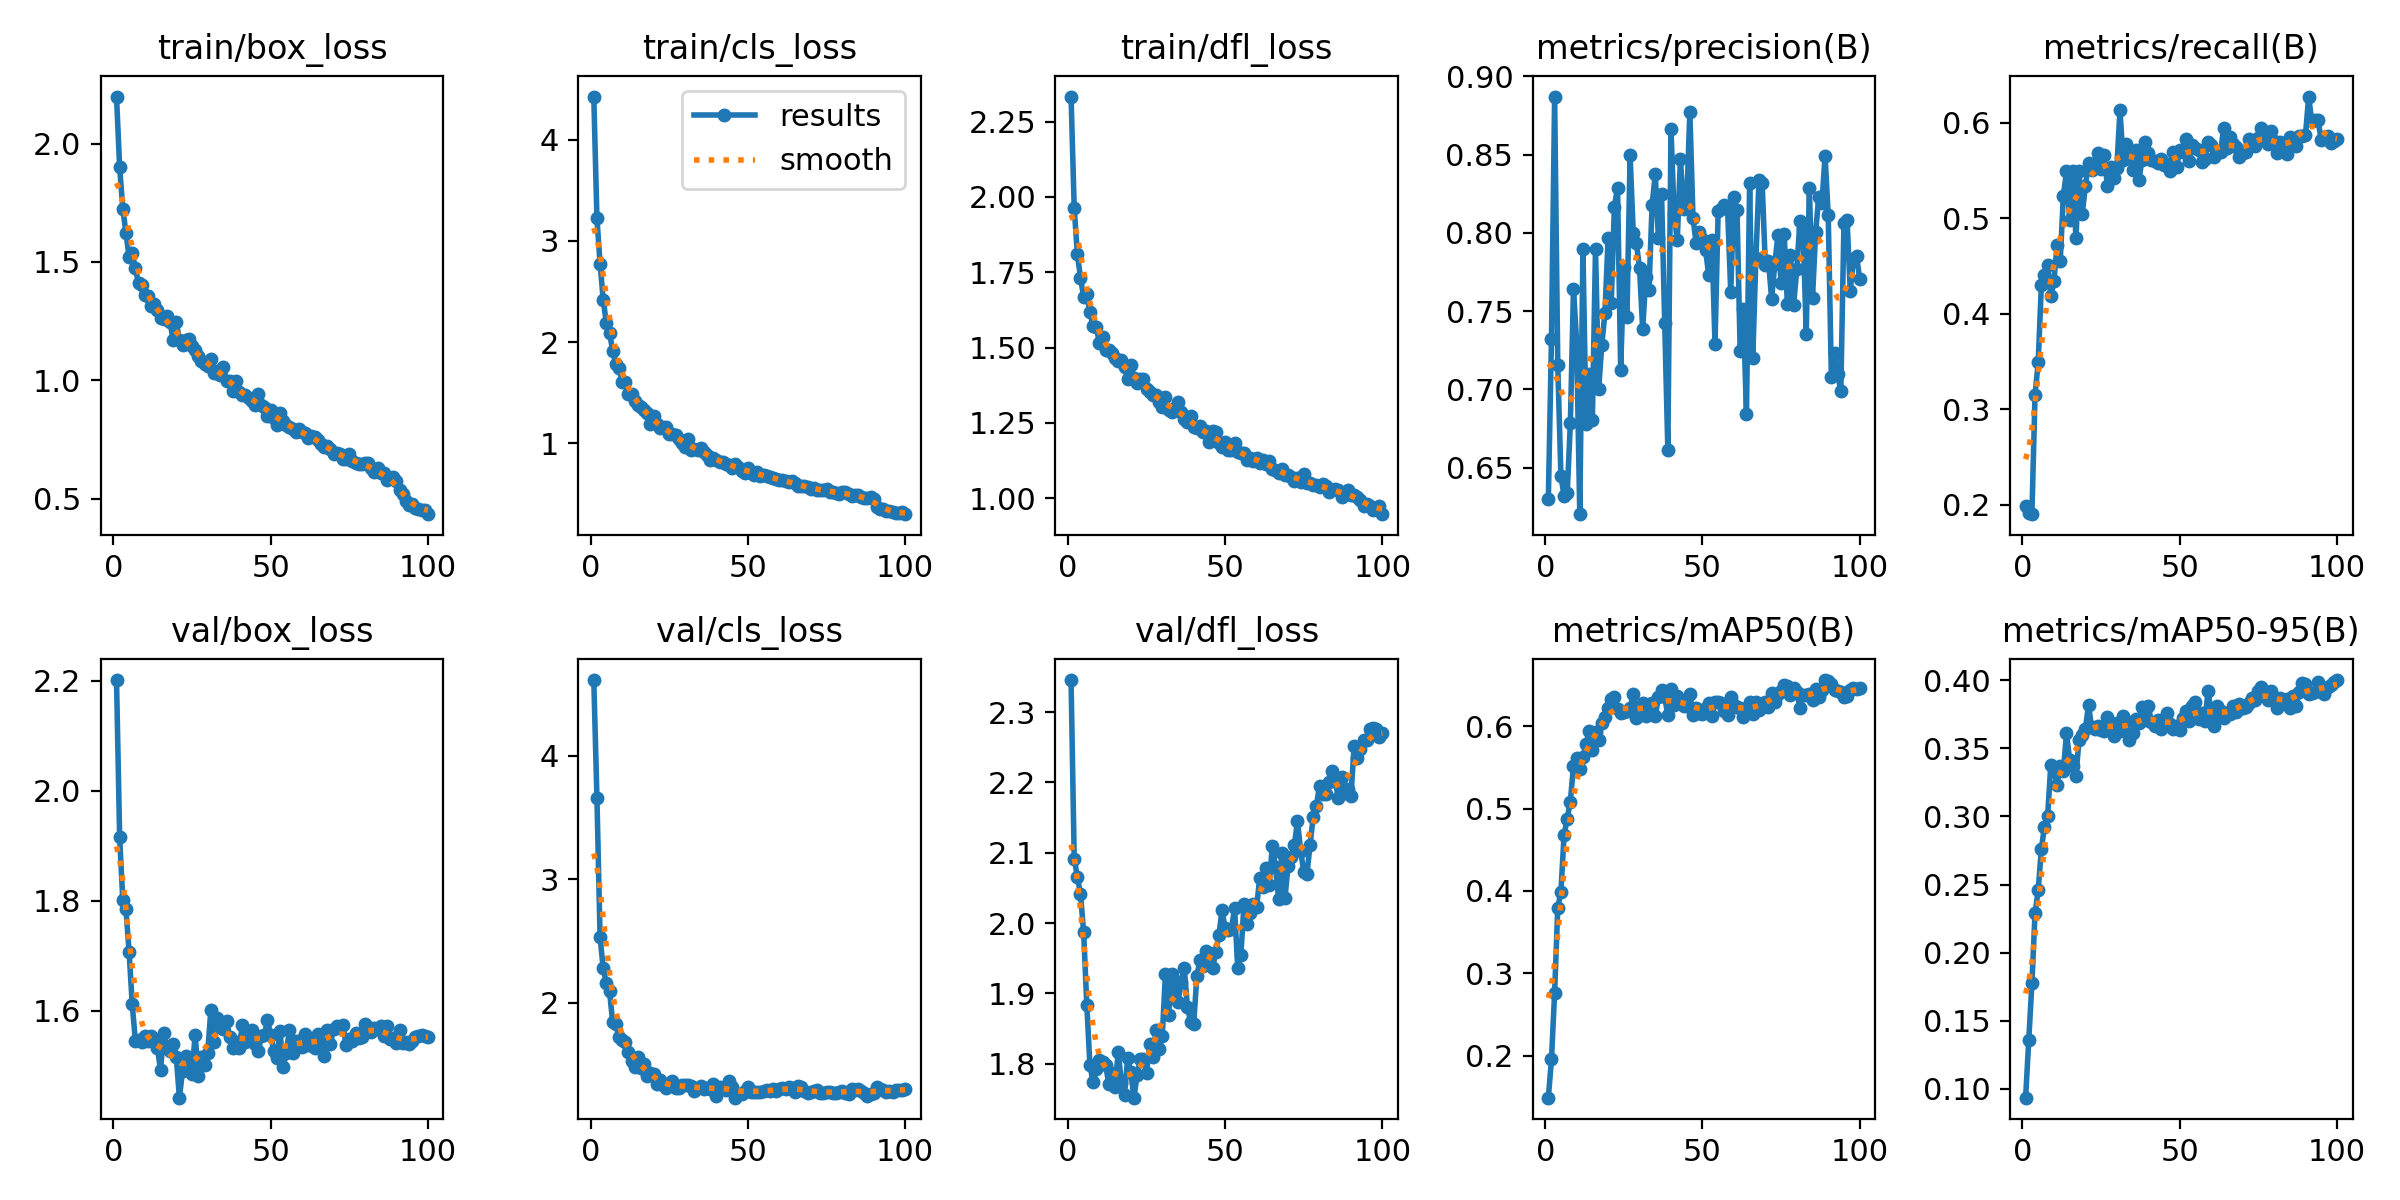 train/box_loss
2.0
1.5
1.0
0.5
0 50 100
train/cls_loss
results
smooth
4
3
2
1
0 50 100
train/dfl_loss
2.25
2.00
1.75
1.50
1.25
1.00
0 50 100
metrics/precision(B)
0.90
0.85
0.80
0.75
0.70
0.65
0 50 100
metrics/recall(B)
0.6
0.5
0.4
0.3
0.2
0 50 100
val/box_loss
2.2
2.0
1.8
1.6
0 50 100
val/cls_loss
4
3
2
0 50 100
val/dfl_loss
2.3
2.2
2.1
2.0
1.9
1.8
0 50 100
metrics/mAP50(B)
0.6
0.5
0.4
0.3
0.2
0 50 100
metrics/mAP50-95(B)
0.40
0.35
0.30
0.25
0.20
0.15
0.10
0 50 100